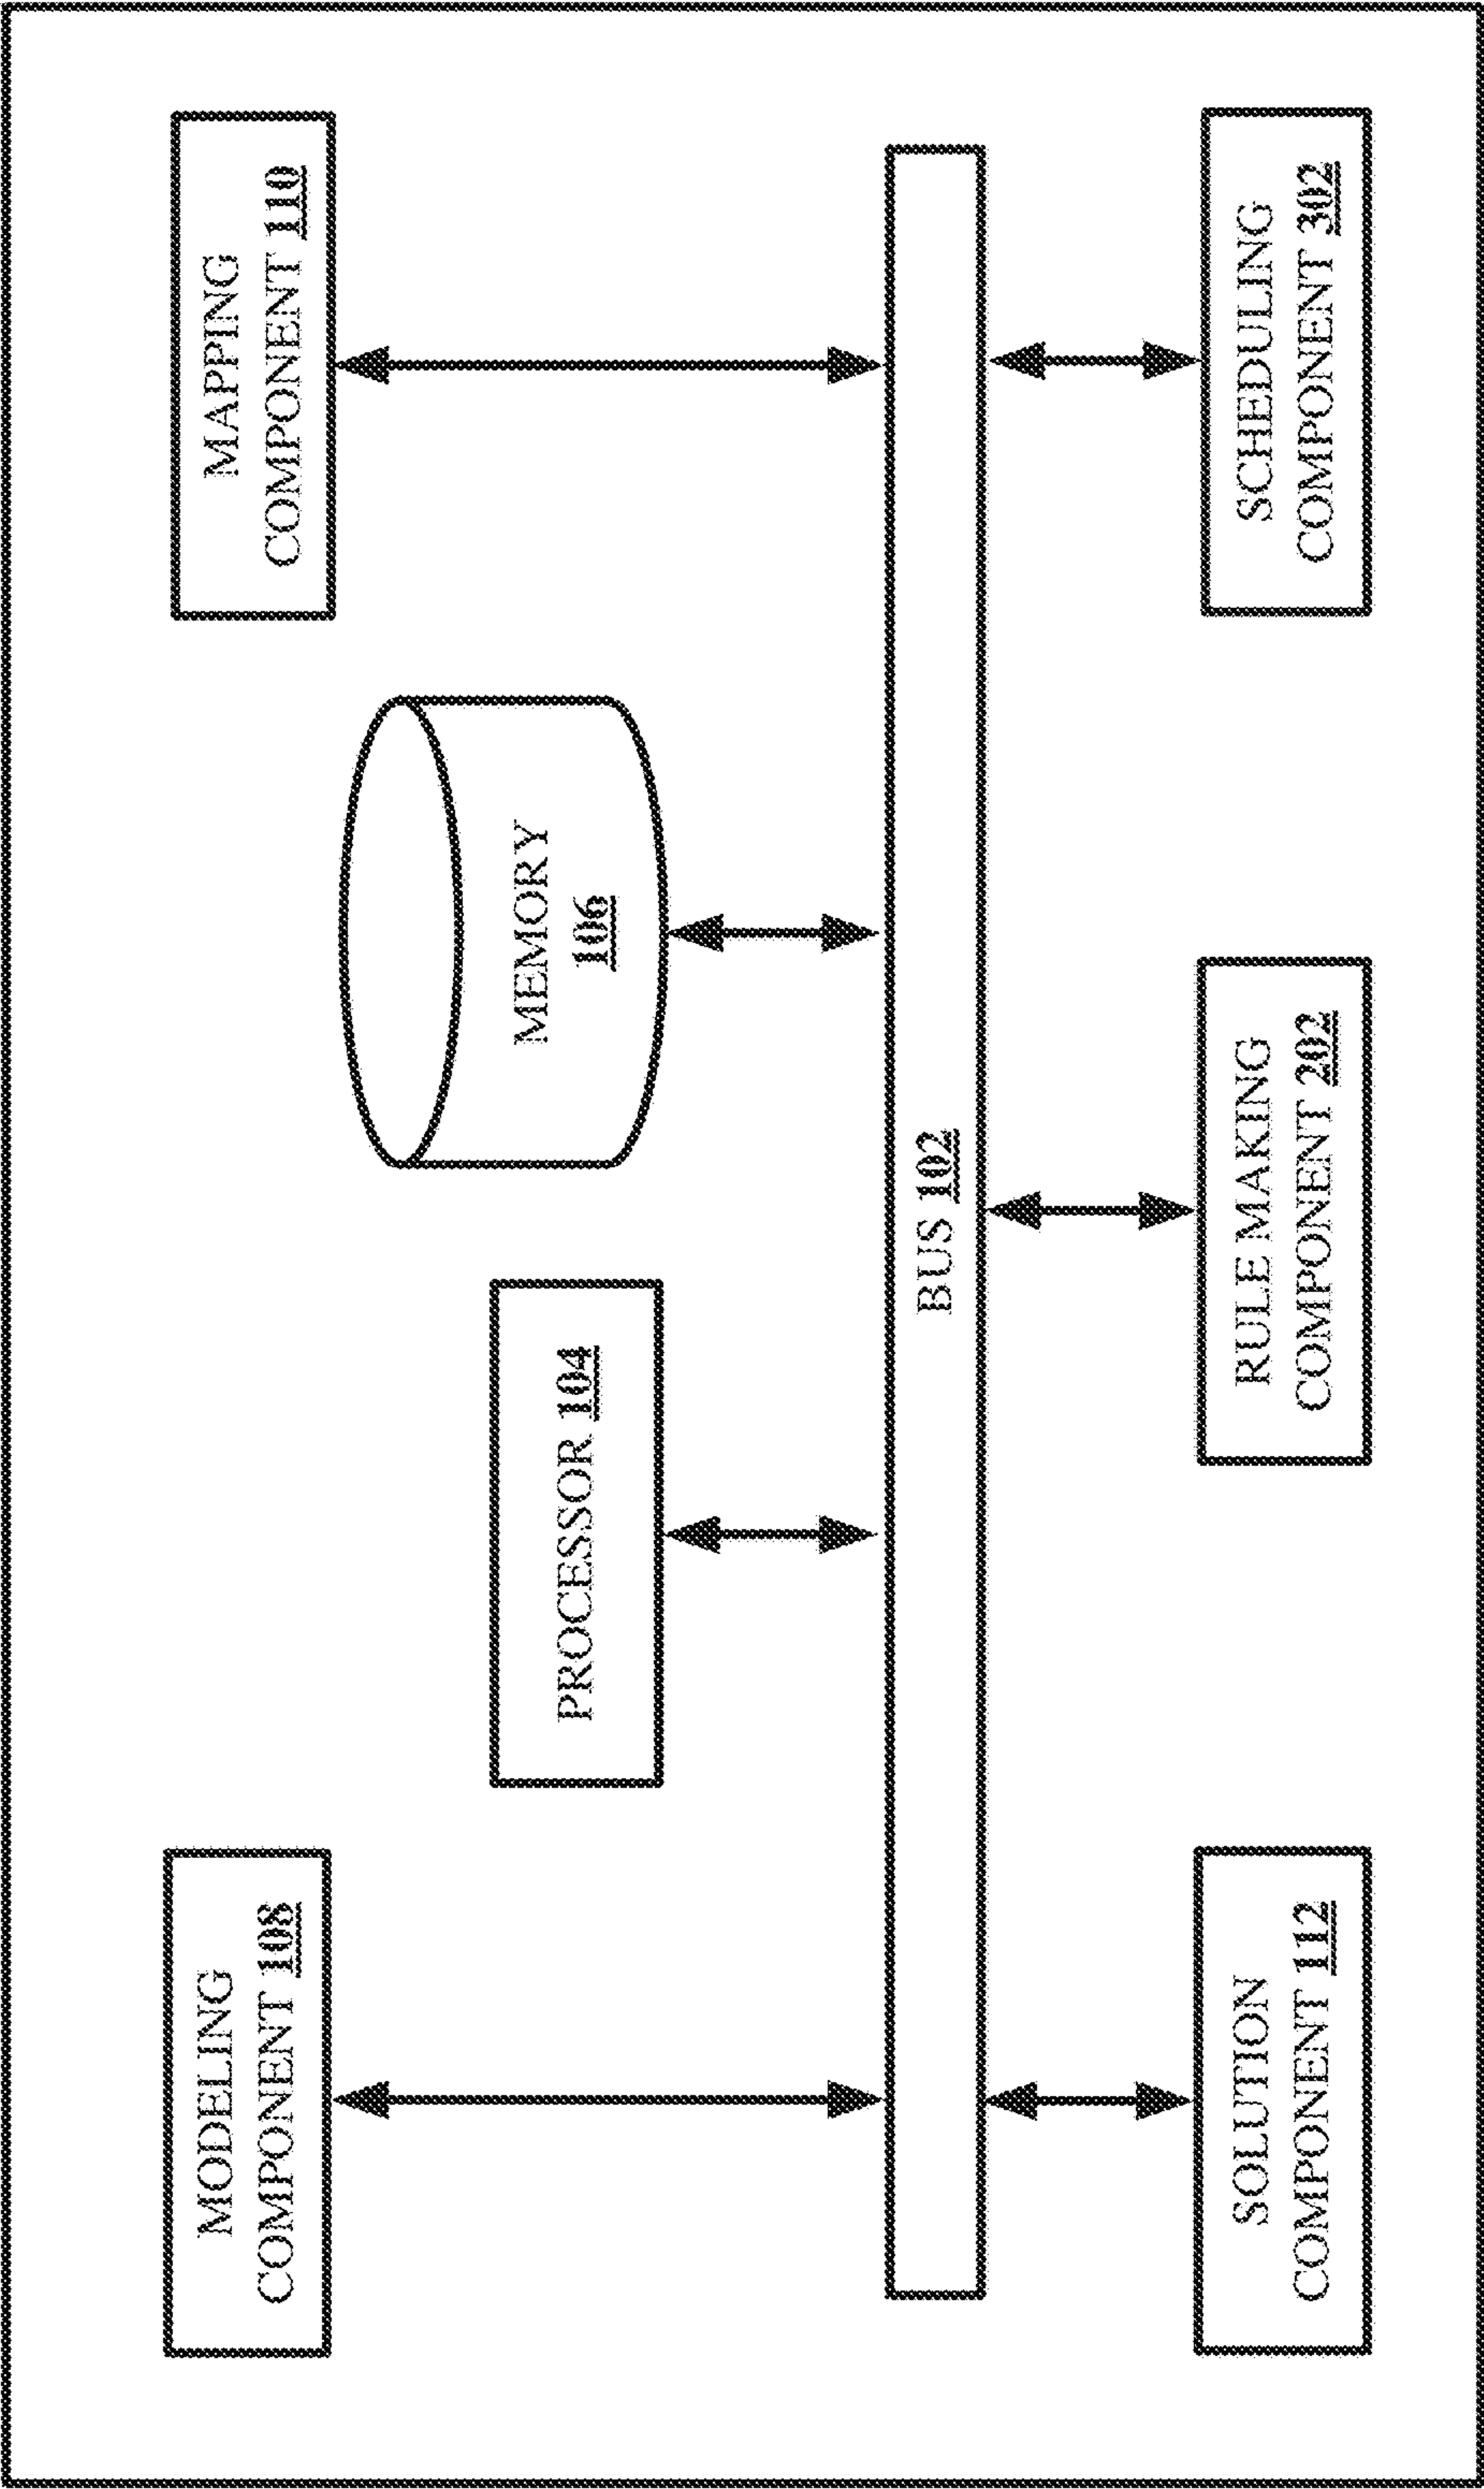 MODELING
COMPONENT 108
PROCESSOR 104
MEMORY
106
MAPPING
COMPONENT 110
BUS 102
SOLUTION
COMPONENT 112
RULE MAKING
COMPONENT 202
SCHEDULING
COMPONENT 302